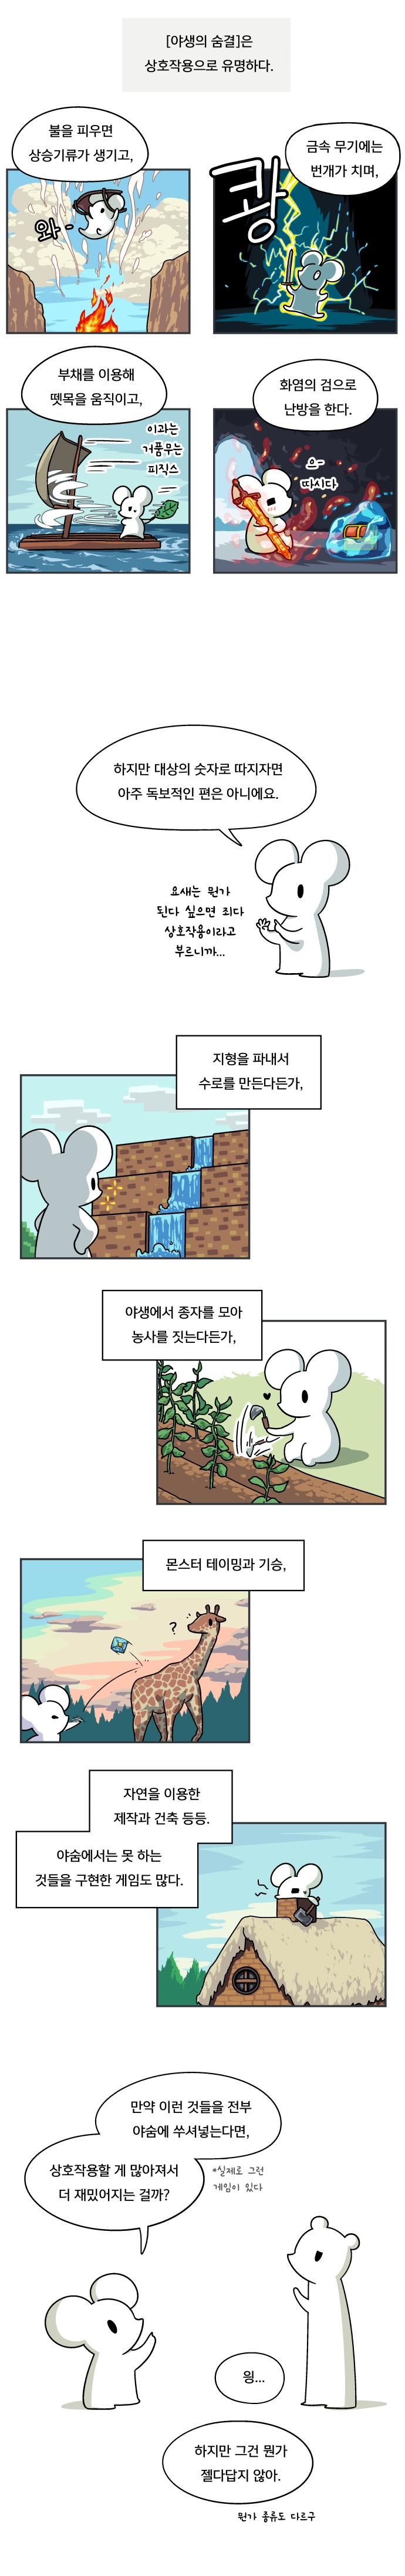 [야생의 숨결]은
상호작용으로 유명하다.
불을 피우면
상승기류가 생기고,
와-
금속 무기에는
번개가 치며,
쾅
부채를 이용해
뗏목을 움직이고,
이과는
거품무는
피직스
화염의 검으로
난방을 한다.
으-
따시다
하지만 대상의 숫자로 따지자면
아주 독보적인 편은 아니에요.
요새는 뭔가
된다 싶으면 죄다
상호작용이라고
부르니까...
지형을 파내서
수로를 만든다든가,
야생에서 종자를 모아
농사를 짓는다든가,
몬스터 테이밍과 기승,
?
자연을 이용한
제작과 건축 등등.
야숨에서는 못 하는
것들을 구현한 게임도 많다.
만약 이런 것들을 전부
야숨에 쑤셔넣는다면,
상호작용할 게 많아져서
더 재밌어지는 걸까?
*실제로 그런
게임이 있다
읭...
하지만 그건 뭔가
젤다답지 않아.
뭔가 종류도 다르구